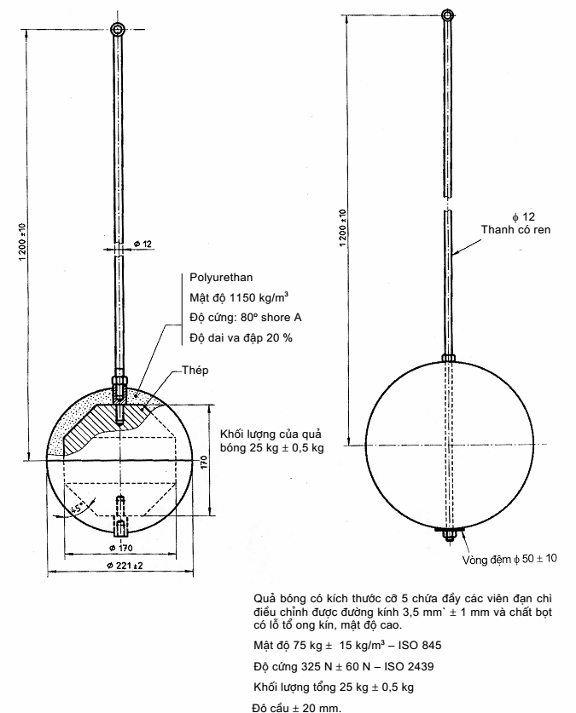 1 200 ±10
Ø 12
Polyurethan
Mật độ 1150 kg/m³
Độ cứng: 80º shore A
Độ dai va đập 20 %
Thép
Khối lượng của quả
bóng 25 kg ± 0,5 kg
170
45°
Ø 170
Ø 221 ±2
1 200 ±10
ϕ 12
Thanh có ren
Vòng đệm ϕ 50 ± 10
Quả bóng có kích thước cỡ 5 chứa đầy các viên đạn chì
điều chỉnh được đường kính 3,5 mm` ± 1 mm và chất bọt
có lỗ tổ ong kín, mật độ cao.
Mật độ 75 kg ± 15 kg/m³ – ISO 845
Độ cứng 325 N ± 60 N – ISO 2439
Khối lượng tổng 25 kg ± 0,5 kg
Độ cầu ± 20 mm.